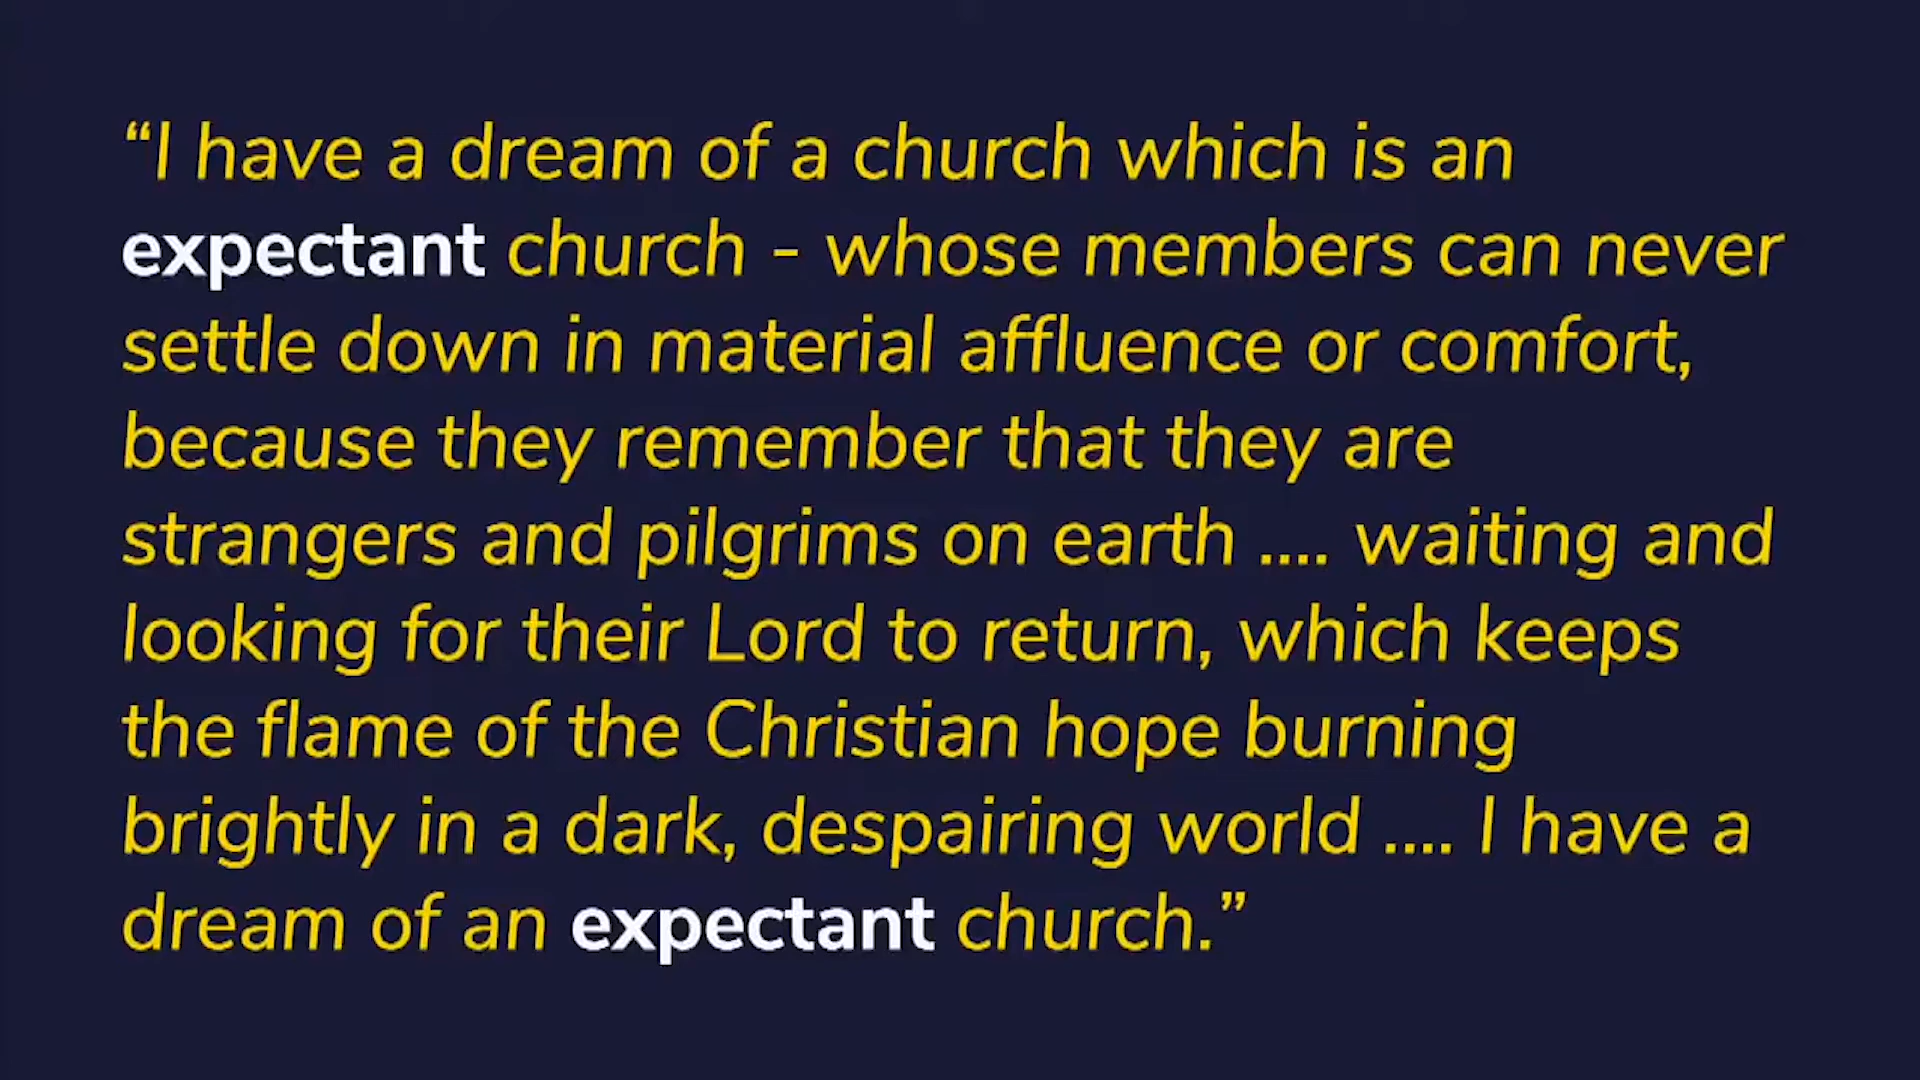 “I have a dream of a church which is an
expectant church - whose members can never
settle down in material affluence or comfort,
because they remember that they are
strangers and pilgrims on earth .... waiting and
looking for their Lord to return, which keeps
the flame of the Christian hope burning
brightly in a dark, despairing world .... I have a
dream of an expectant church.”